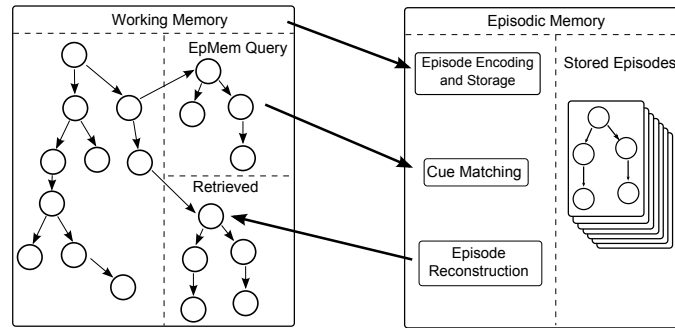 Working Memory
EpMem Query
Retrieved
Episodic Memory
Episode Encoding
and Storage
Stored Episodes
Cue Matching
Episode
Reconstruction